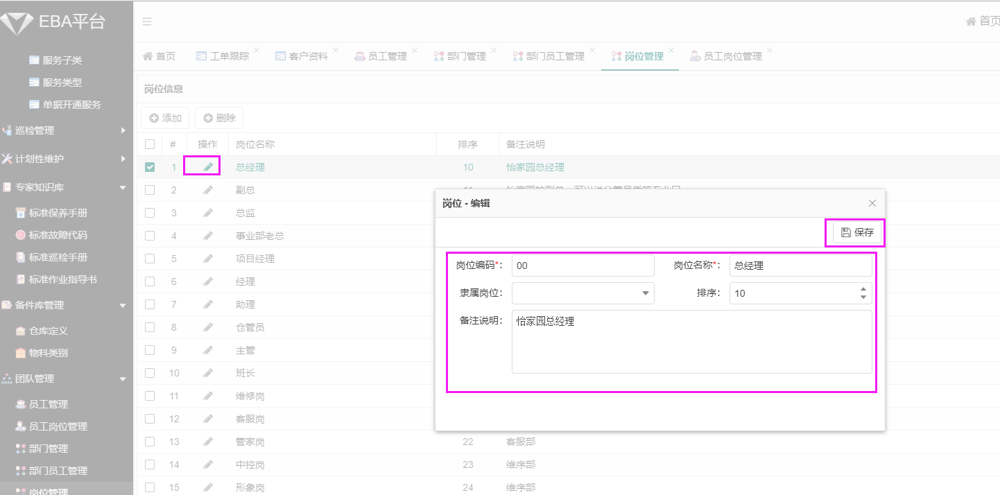 EBA平台
首页
服务子类
服务类型
单据开通服务
巡检管理
计划性维护
专家知识库
标准保养手册
标准故障代码
标准巡检手册
标准作业指导书
备件库管理
仓库定义
物料类别
团队管理
员工管理
员工岗位管理
部门管理
部门员工管理
岗位管理
首页 工单跟踪 客户资料 员工管理 部门管理 部门员工管理 岗位管理 员工岗位管理
岗位信息
添加 删除
# 操作 岗位名称 排序 备注说明
1 总经理 10 怡家园总经理
2 副总
3 总监
4 事业部老总
5 项目经理
6 经理
7 助理
8 仓管员
9 主管
10 班长
11 维修岗
12 客服岗
13 管家岗 22 客服部
14 中控岗 23 维序部
15 形象岗 24 维序部
岗位 - 编辑
保存
岗位编码*: 00 岗位名称*: 总经理
隶属岗位: 排序: 10
备注说明: 怡家园总经理